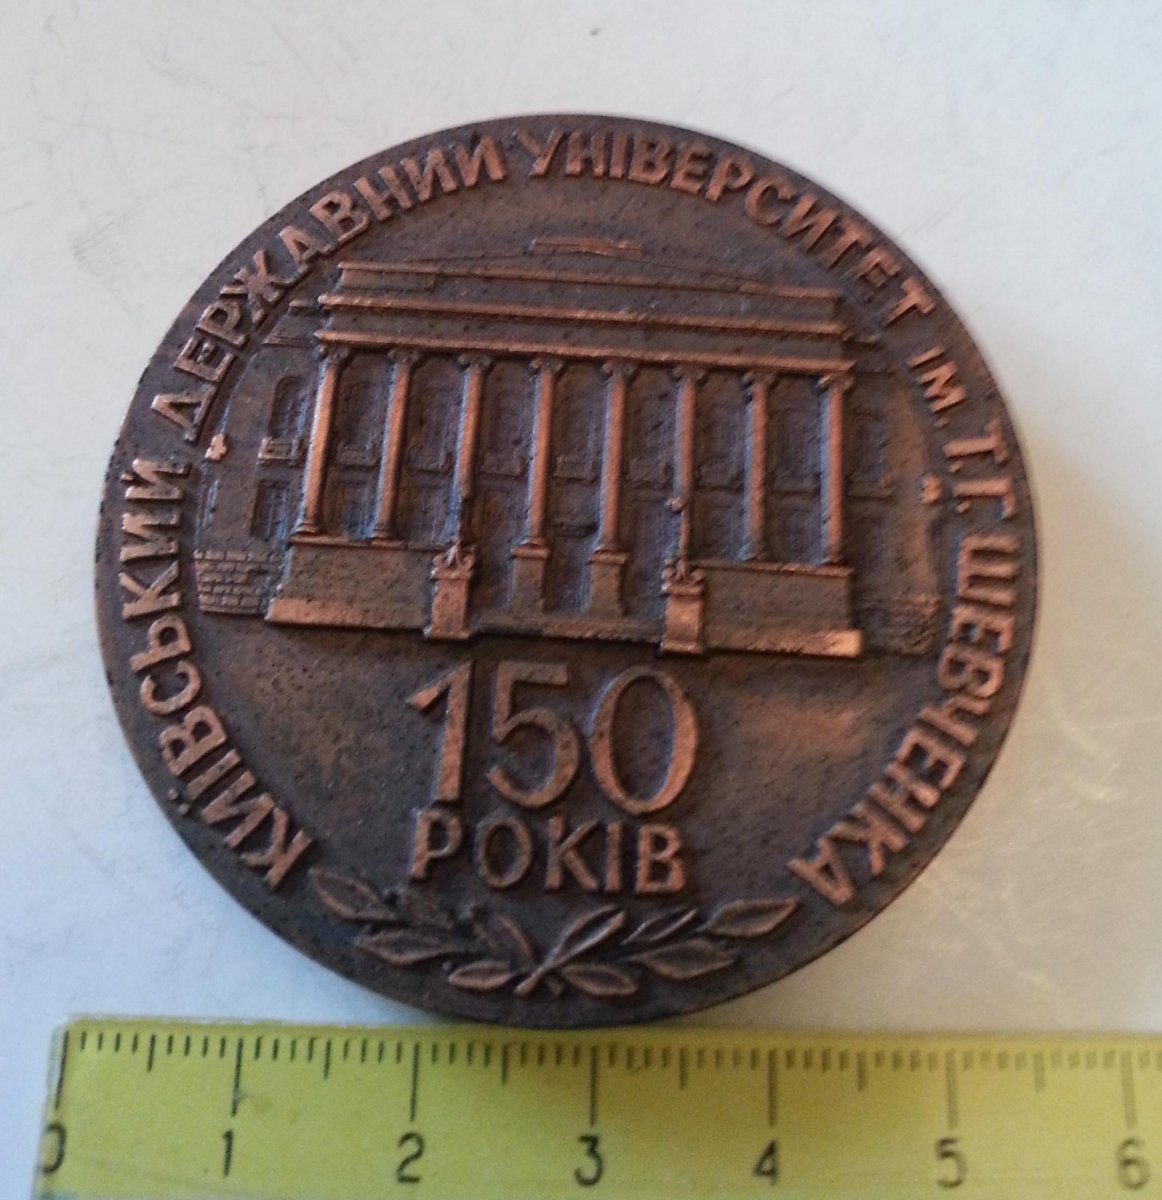 КИЇВСЬКИЙ ДЕРЖАВНИЙ УНІВЕРСИТЕТ ІМ. Т.Г. ШЕВЧЕНКА
150
РОКІВ
0 1 2 3 4 5 6